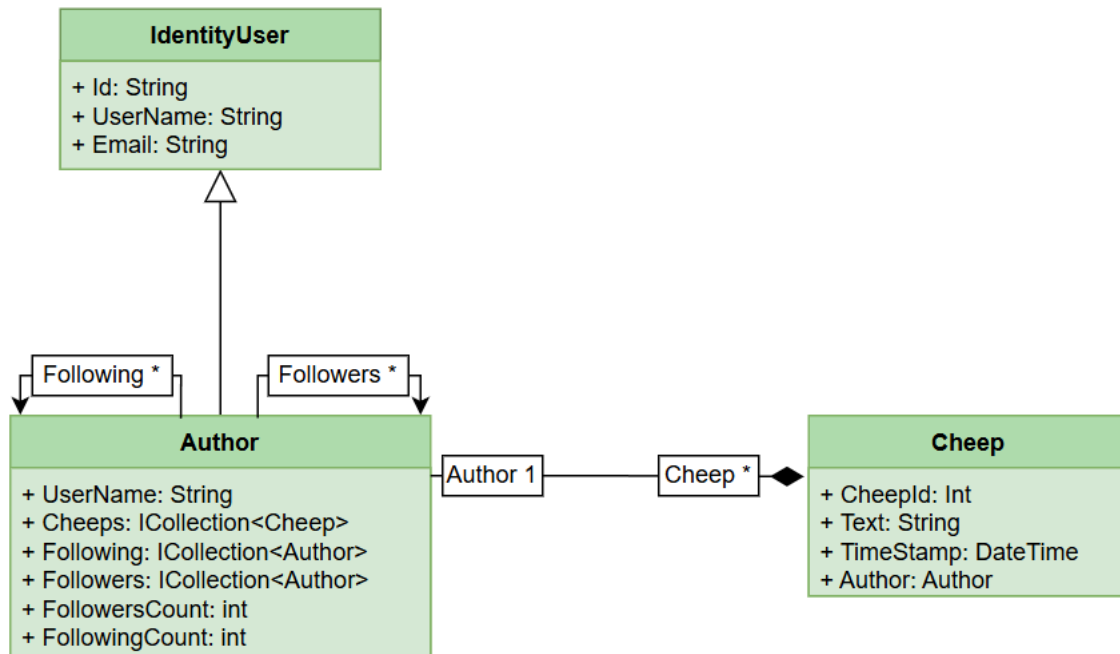 IdentityUser
+ Id: String
+ UserName: String
+ Email: String
Following *
Followers *
Author
+ UserName: String
+ Cheeps: ICollection<Cheep>
+ Following: ICollection<Author>
+ Followers: ICollection<Author>
+ FollowersCount: int
+ FollowingCount: int
Author 1
Cheep *
Cheep
+ CheepId: Int
+ Text: String
+ TimeStamp: DateTime
+ Author: Author